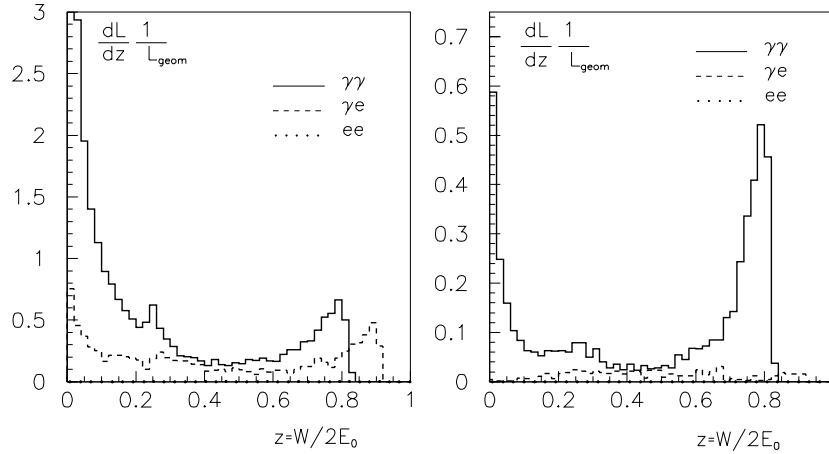 3
2.5
2
1.5
1
0.5
0
dL 1
dz L_geom
γγ
γe
ee
0 0.2 0.4 0.6 0.8 1
z=W/2E₀
0.7
0.6
0.5
0.4
0.3
0.2
0.1
0
dL 1
dz L_geom
γγ
γe
ee
0 0.2 0.4 0.6 0.8
z=W/2E₀